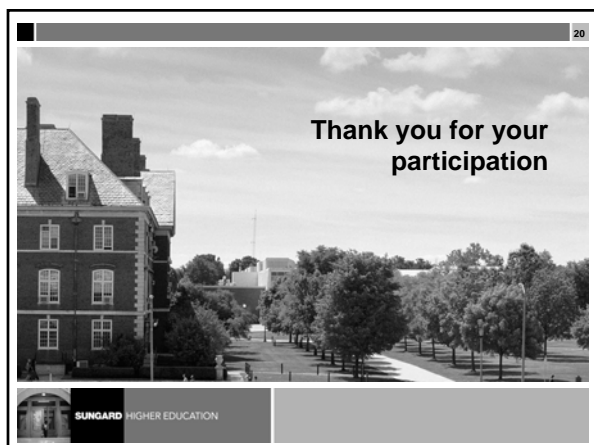 20
Thank you for your
participation
SUNGARD HIGHER EDUCATION